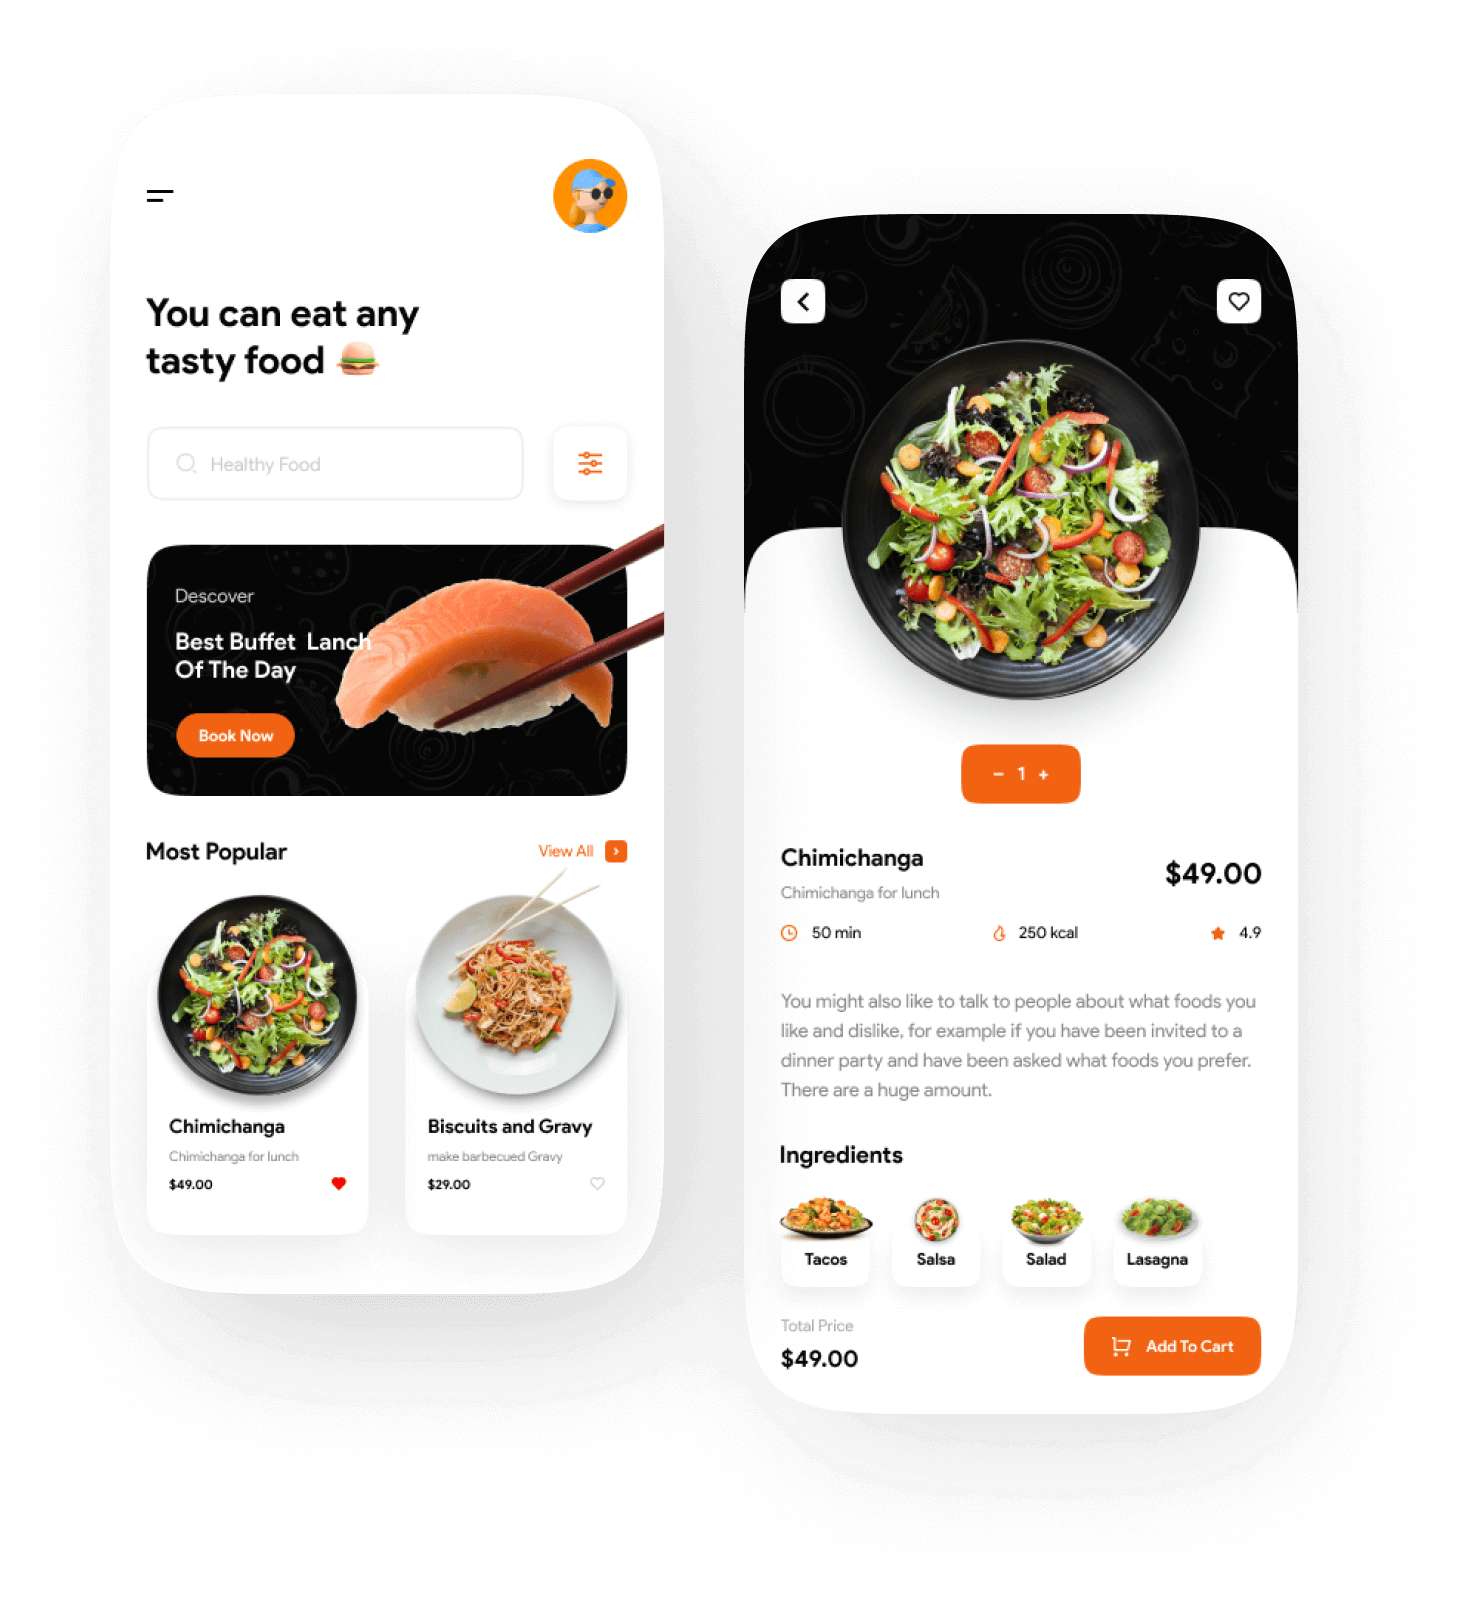 You can eat any
tasty food
Healthy Food
Descover
Best Buffet Lanch
Of The Day
Book Now
Most Popular
View All
Chimichanga
Chimichanga for lunch
$49.00
Biscuits and Gravy
make barbecued Gravy
$29.00
- 1 +
Chimichanga
$49.00
Chimichanga for lunch
50 min
250 kcal
4.9
You might also like to talk to people about what foods you
like and dislike, for example if you have been invited to a
dinner party and have been asked what foods you prefer.
There are a huge amount.
Ingredients
Tacos
Salsa
Salad
Lasagna
Total Price
$49.00
Add To Cart